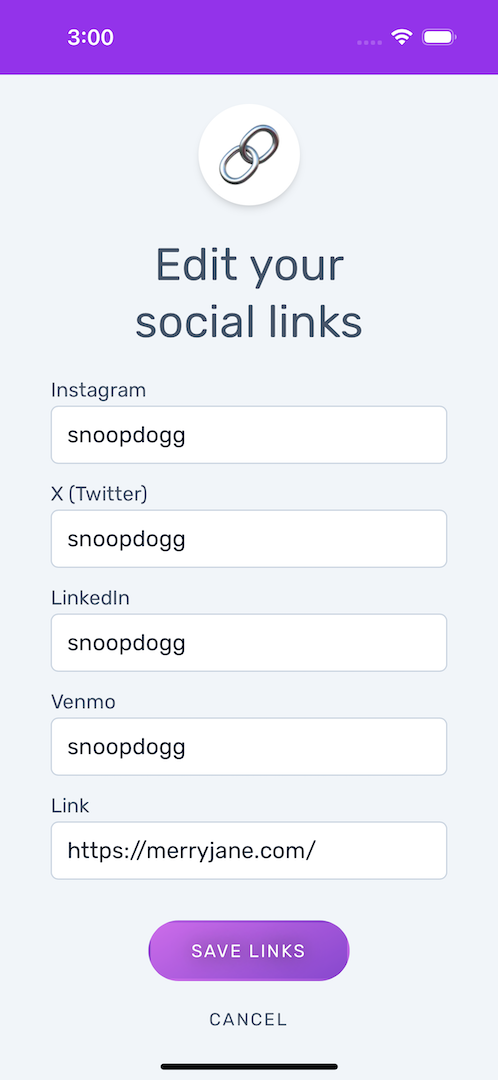 3:00
Edit your
social links
Instagram
snoopdogg
X (Twitter)
snoopdogg
LinkedIn
snoopdogg
Venmo
snoopdogg
Link
https://merryjane.com/
SAVE LINKS
CANCEL